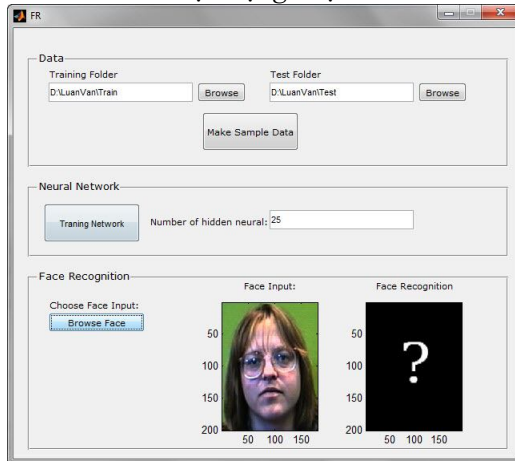 FR
Data
Training Folder
Test Folder
D:\LuanVan\Train
Browse
D:\LuanVan\Test
Browse
Make Sample Data
Neural Network
Traning Network
Number of hidden neural:
25
Face Recognition
Choose Face Input:
Browse Face
Face Input:
Face Recognition
50
100
150
200
50 100 150
?
50
100
150
200
50 100 150